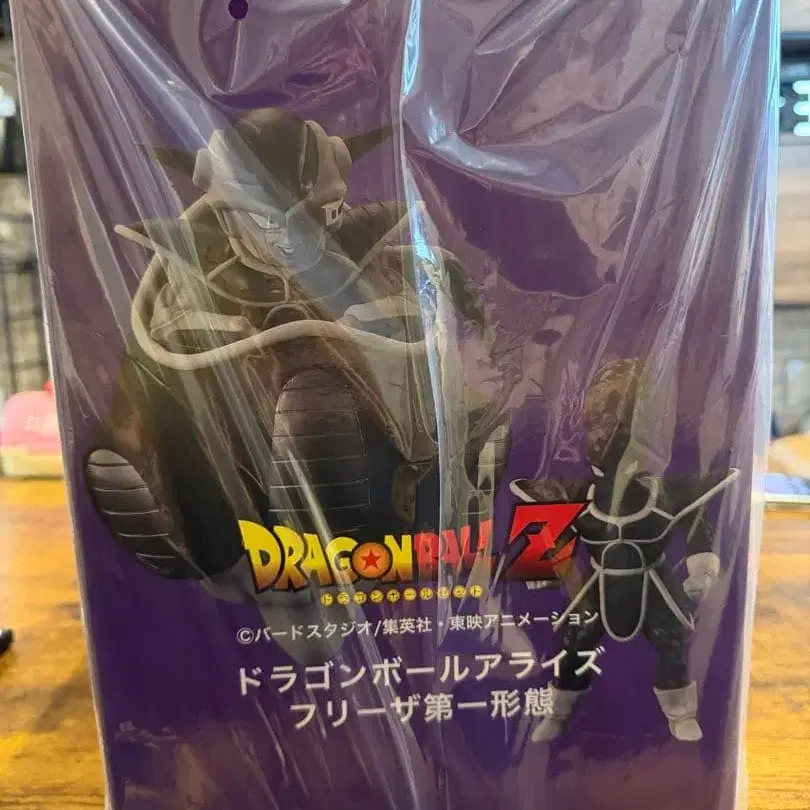 DRAGONBALL Z
ドラゴンボールゼット
©バードスタジオ/集英社・東映アニメーション
ドラゴンボールアライズ
フリーザ第一形態